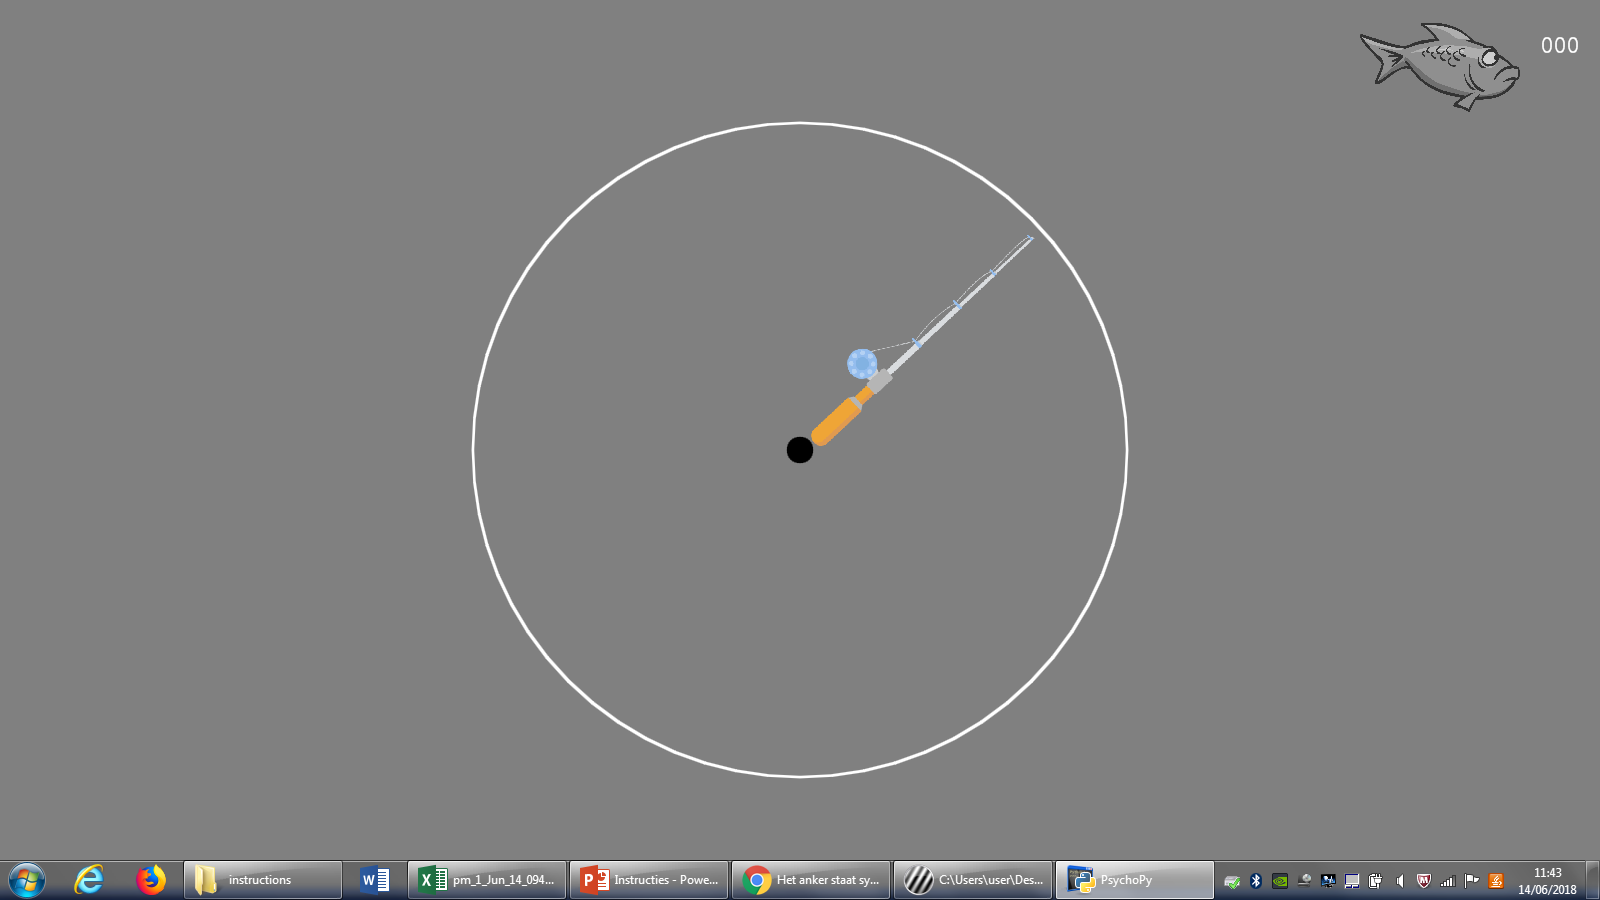 000
instructions
pm_1_Jun_14_094...
Instructies - Powe...
Het anker staat sy...
C:\Users\user\Des...
PsychoPy
11:43
14/06/2018